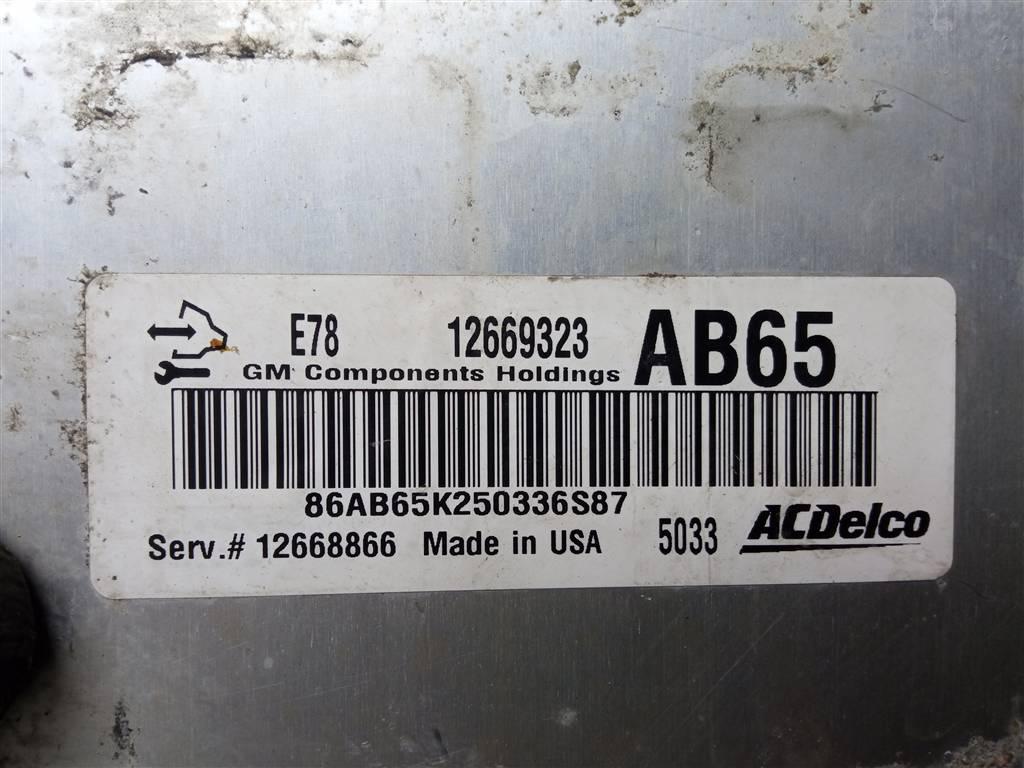 E78 12669323 AB65
GM Components Holdings
86AB65K250336S87
Serv.# 12668866 Made in USA 5033 ACDelco